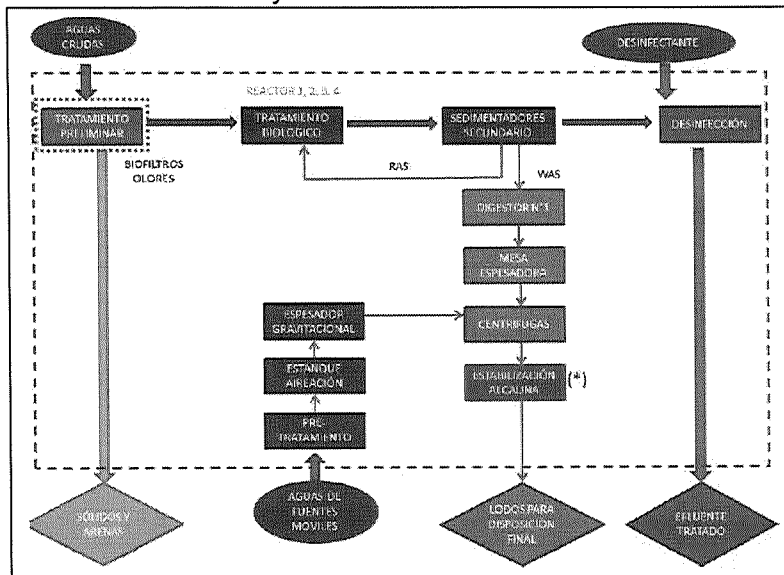 AGUAS
CRUDAS
DESINFECTANTE
REACTOR 1, 2, 3, 4
TRATAMIENTO
PRELIMINAR
TRATAMIENTO
BIOLOGICO
SEDIMENTADORES
SECUNDARIO
DESINFECCIÓN
BIOFILTROS
OLORES
RAS
WAS
DIGESTOR N°1
MESA
ESPESADORA
ESPESADOR
GRAVITACIONAL
CENTRIFUGAS
ESTANQUE
AIREACIÓN
ESTABILIZACIÓN
ALCALINA
(*)
PRE-
TRATAMIENTO
SÓLIDOS Y
ARENAS
AGUAS DE
FUENTES
MOVILES
LODOS PARA
DISPOSICION
FINAL
EFLUENTE
TRATADO